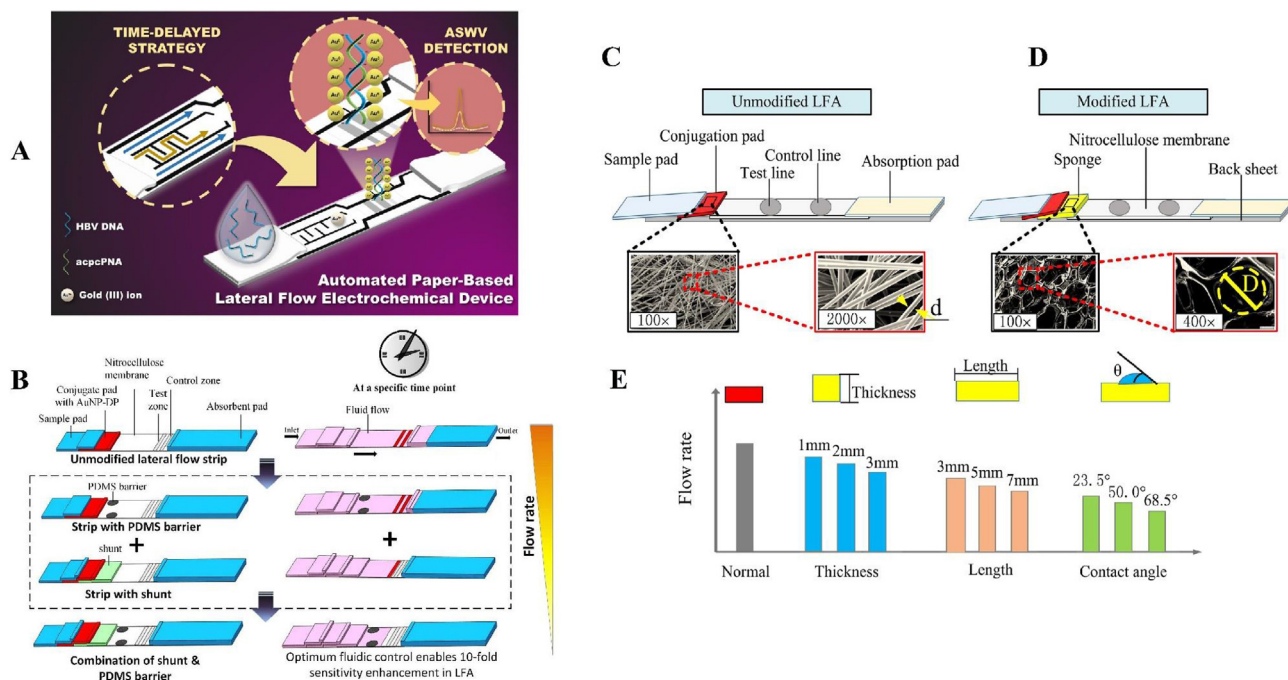 A
TIME-DELAYED
STRATEGY
ASWV
DETECTION
HBV DNA
acpcPNA
Gold (III) Ion
Automated Paper-Based
Lateral Flow Electrochemical Device
B
At a specific time point
Nitrocellulose
membrane
Control zone
Conjugate pad
with AuNP-DP
Test
zone
Absorbent pad
Sample pad
Unmodified lateral flow strip
Fluid flow
Inlet
Outlet
PDMS barrier
Strip with PDMS barrier
+
+
shunt
Strip with shunt
Combination of shunt &
PDMS barrier
Optimum fluidic control enables 10-fold
sensitivity enhancement in LFA
Flow rate
C
Unmodified LFA
Conjugation pad
Sample pad
Control line
Test line
Absorption pad
100×
2000×
d
D
Modified LFA
Nitrocellulose membrane
Sponge
Back sheet
100×
400×
D
E
Flow rate
Thickness
Length
θ
1mm
2mm
3mm
3mm
5mm
7mm
23.5°
50.0°
68.5°
Normal
Thickness
Length
Contact angle